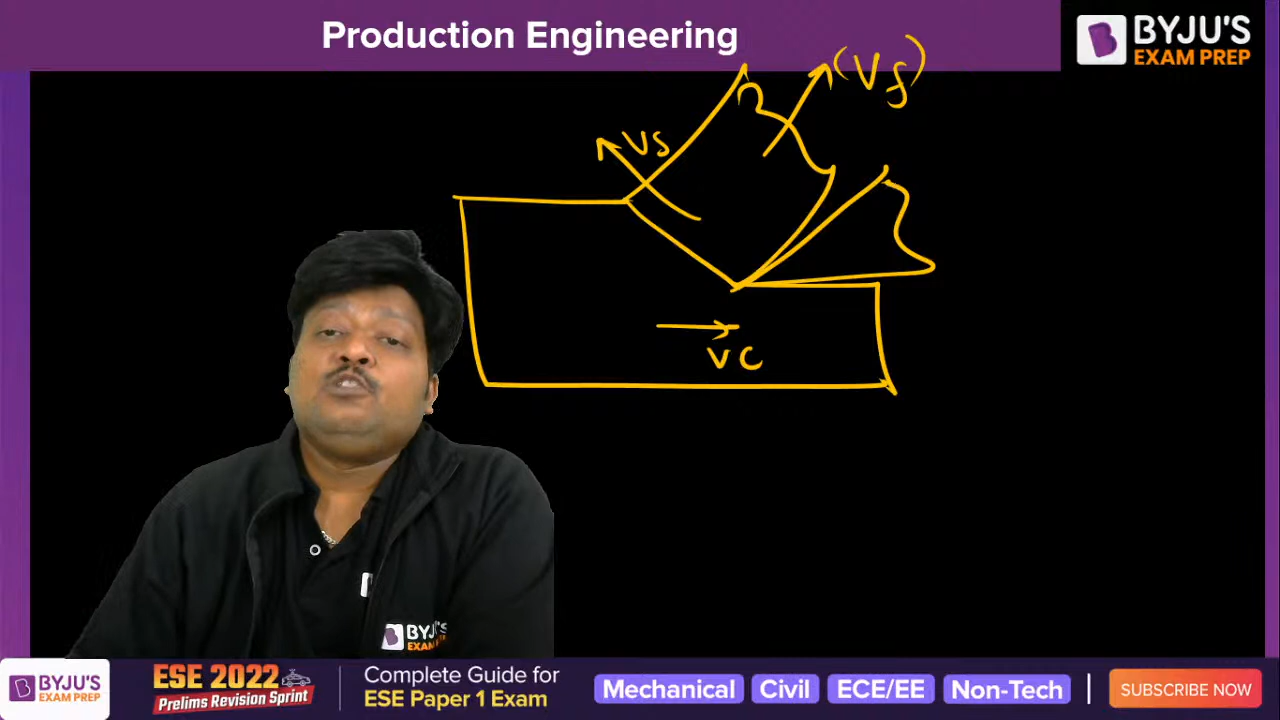 Production Engineering
BYJU'S
EXAM PREP
(Vf)
Vs
VC
BYJU'S
EXAM
BYJU'S
EXAM PREP
ESE 2022
Prelims Revision Sprint
Complete Guide for
ESE Paper 1 Exam
Mechanical
Civil
ECE/EE
Non-Tech
SUBSCRIBE NOW